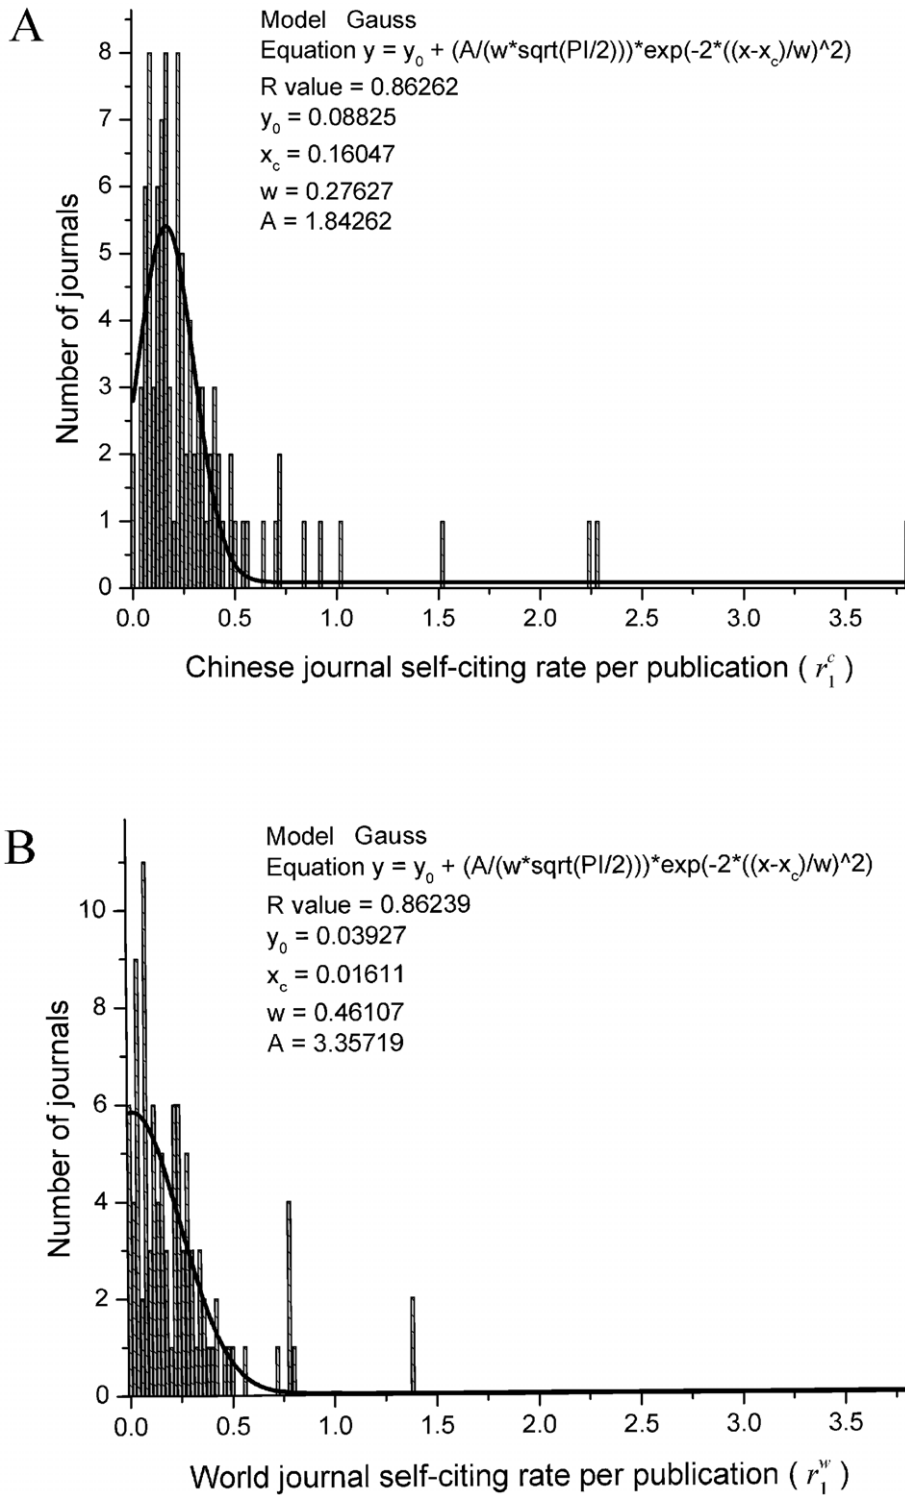 A
Model Gauss
Equation y = y₀ + (A/(w*sqrt(PI/2)))*exp(-2*((x-x_c)/w)^2)
R value = 0.86262
y₀ = 0.08825
x_c = 0.16047
w = 0.27627
A = 1.84262
Number of journals
8
7
6
5
4
3
2
1
0
0.0 0.5 1.0 1.5 2.0 2.5 3.0 3.5
Chinese journal self-citing rate per publication ( r₁ᶜ )
B
Model Gauss
Equation y = y₀ + (A/(w*sqrt(PI/2)))*exp(-2*((x-x_c)/w)^2)
R value = 0.86239
y₀ = 0.03927
x_c = 0.01611
w = 0.46107
A = 3.35719
Number of journals
10
8
6
4
2
0
0.0 0.5 1.0 1.5 2.0 2.5 3.0 3.5
World journal self-citing rate per publication ( r₁ʷ )